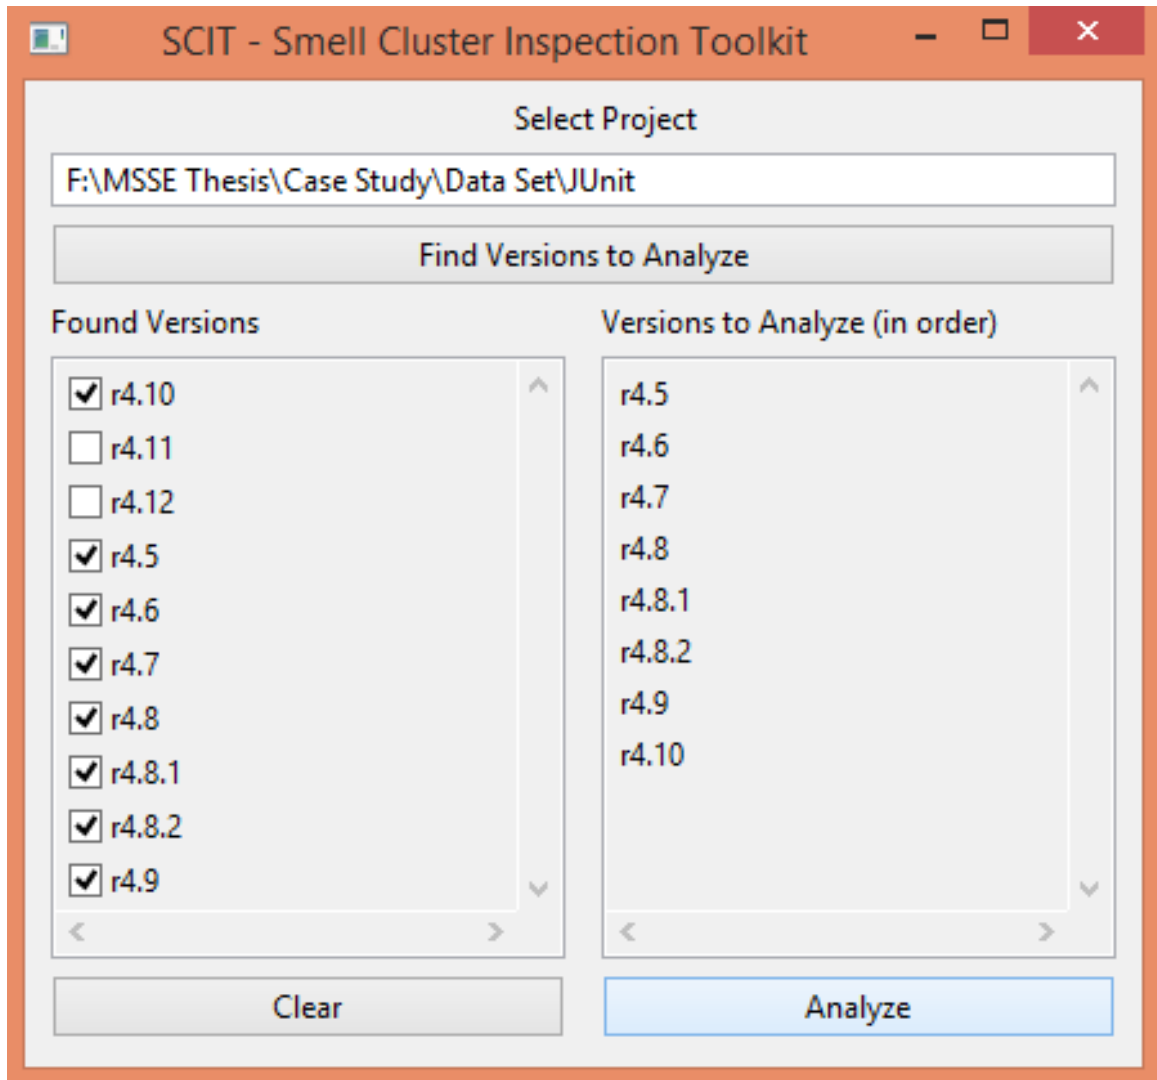 SCIT - Smell Cluster Inspection Toolkit
Select Project
F:\MSSE Thesis\Case Study\Data Set\JUnit
Find Versions to Analyze
Found Versions
r4.10
r4.11
r4.12
r4.5
r4.6
r4.7
r4.8
r4.8.1
r4.8.2
r4.9
Clear
Versions to Analyze (in order)
r4.5
r4.6
r4.7
r4.8
r4.8.1
r4.8.2
r4.9
r4.10
Analyze